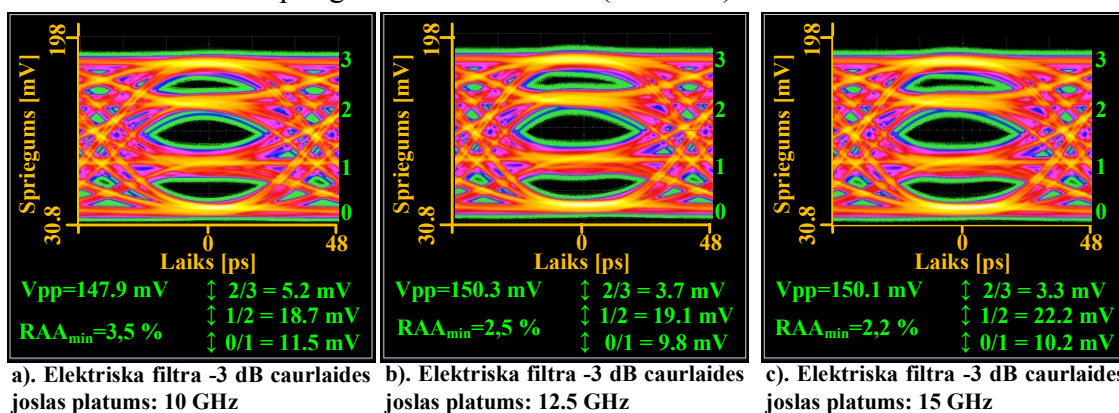 198
Spriegums [mV]
30.8
3
2
1
0
0
48
Laiks [ps]
Vpp=147.9 mV
RAAmin=3,5 %
↕ 2/3 = 5.2 mV
↕ 1/2 = 18.7 mV
↕ 0/1 = 11.5 mV
a). Elektriska filtra -3 dB caurlaides
joslas platums: 10 GHz
198
Spriegums [mV]
30.8
3
2
1
0
0
48
Laiks [ps]
Vpp=150.3 mV
RAAmin=2,5 %
↕ 2/3 = 3.7 mV
↕ 1/2 = 19.1 mV
↕ 0/1 = 9.8 mV
b). Elektriska filtra -3 dB caurlaides
joslas platums: 12.5 GHz
198
Spriegums [mV]
30.8
3
2
1
0
0
48
Laiks [ps]
Vpp=150.1 mV
RAAmin=2,2 %
↕ 2/3 = 3.3 mV
↕ 1/2 = 22.2 mV
↕ 0/1 = 10.2 mV
c). Elektriska filtra -3 dB caurlaides
joslas platums: 15 GHz